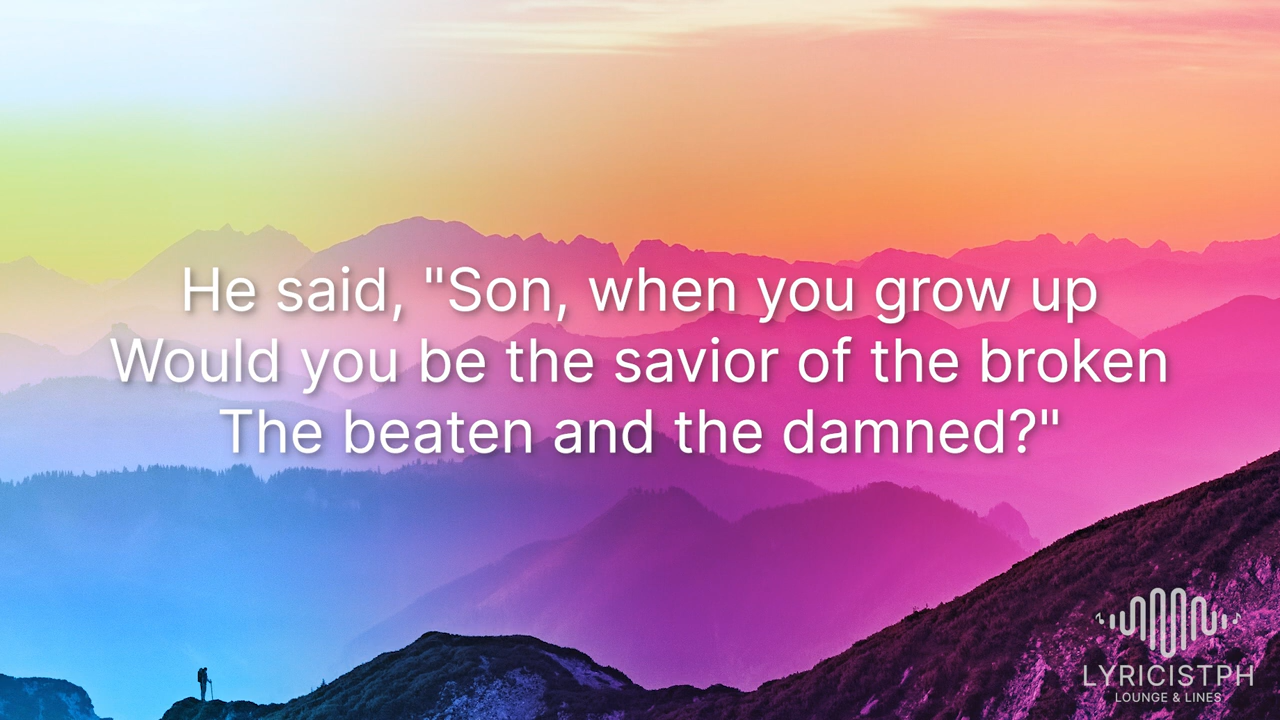 He said, "Son, when you grow up
Would you be the savior of the broken
The beaten and the damned?"
LYRICISTPH
LOUNGE & LINES